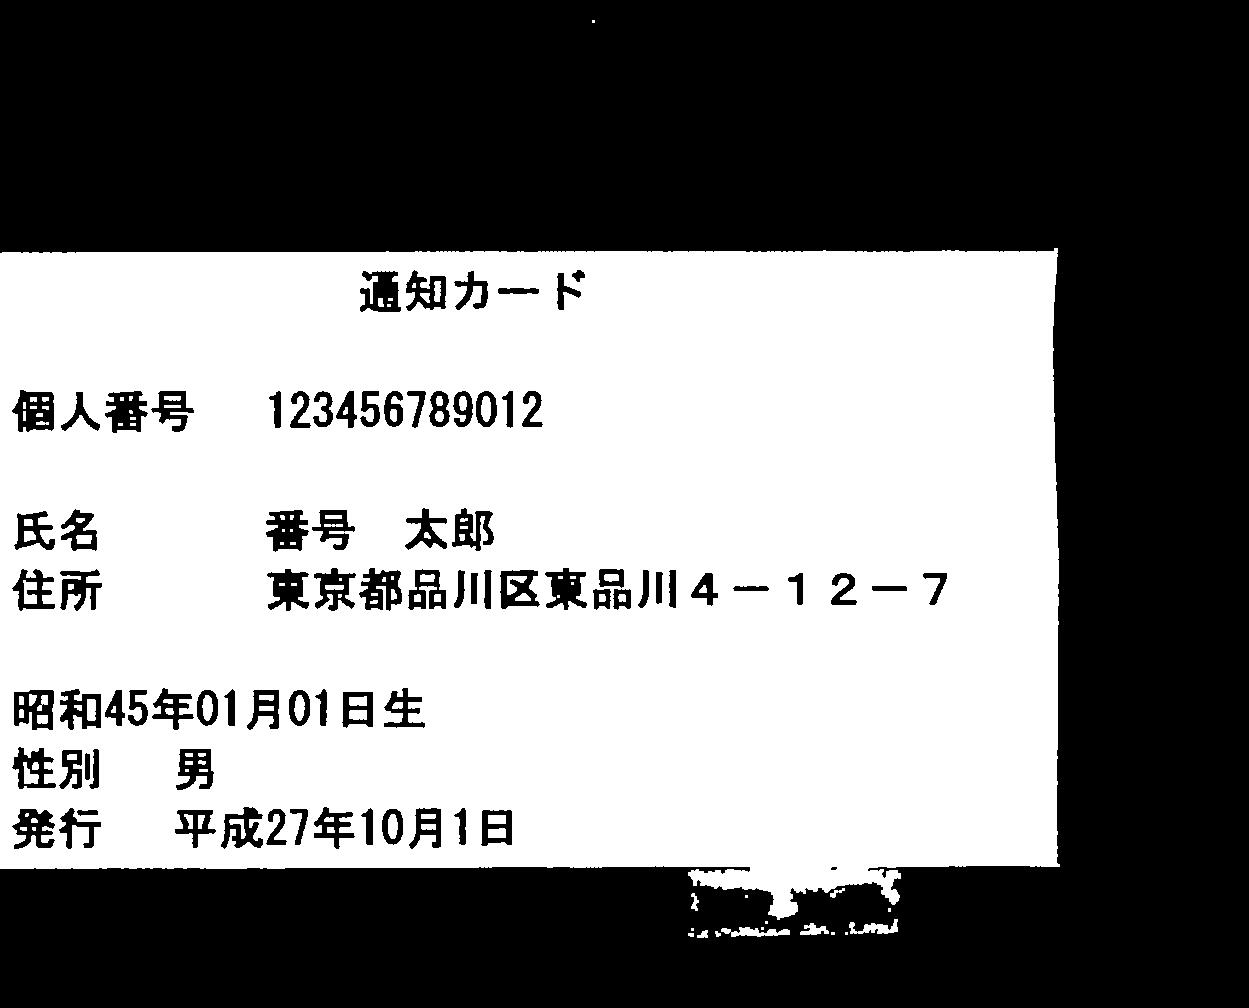 通知カード
個人番号　123456789012
氏名　番号　太郎
住所　東京都品川区東品川４－１２－７
昭和45年01月01日生
性別　男
発行　平成27年10月1日